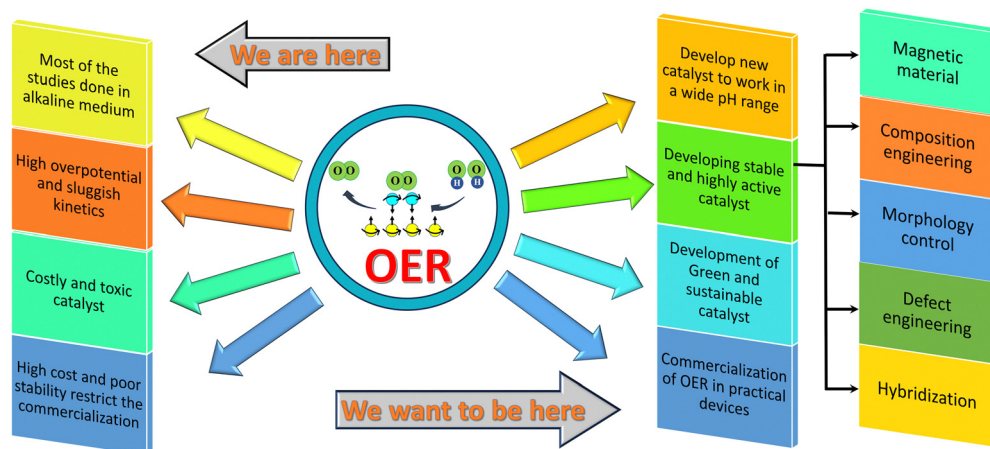 We are here
Most of the
studies done in
alkaline medium
High overpotential
and sluggish
kinetics
Costly and toxic
catalyst
High cost and poor
stability restrict the
commercialization
O O
O O
O O
H H
OER
We want to be here
Develop new
catalyst to work in
a wide pH range
Developing stable
and highly active
catalyst
Development of
Green and
sustainable
catalyst
Commercialization
of OER in practical
devices
Magnetic
material
Composition
engineering
Morphology
control
Defect
engineering
Hybridization